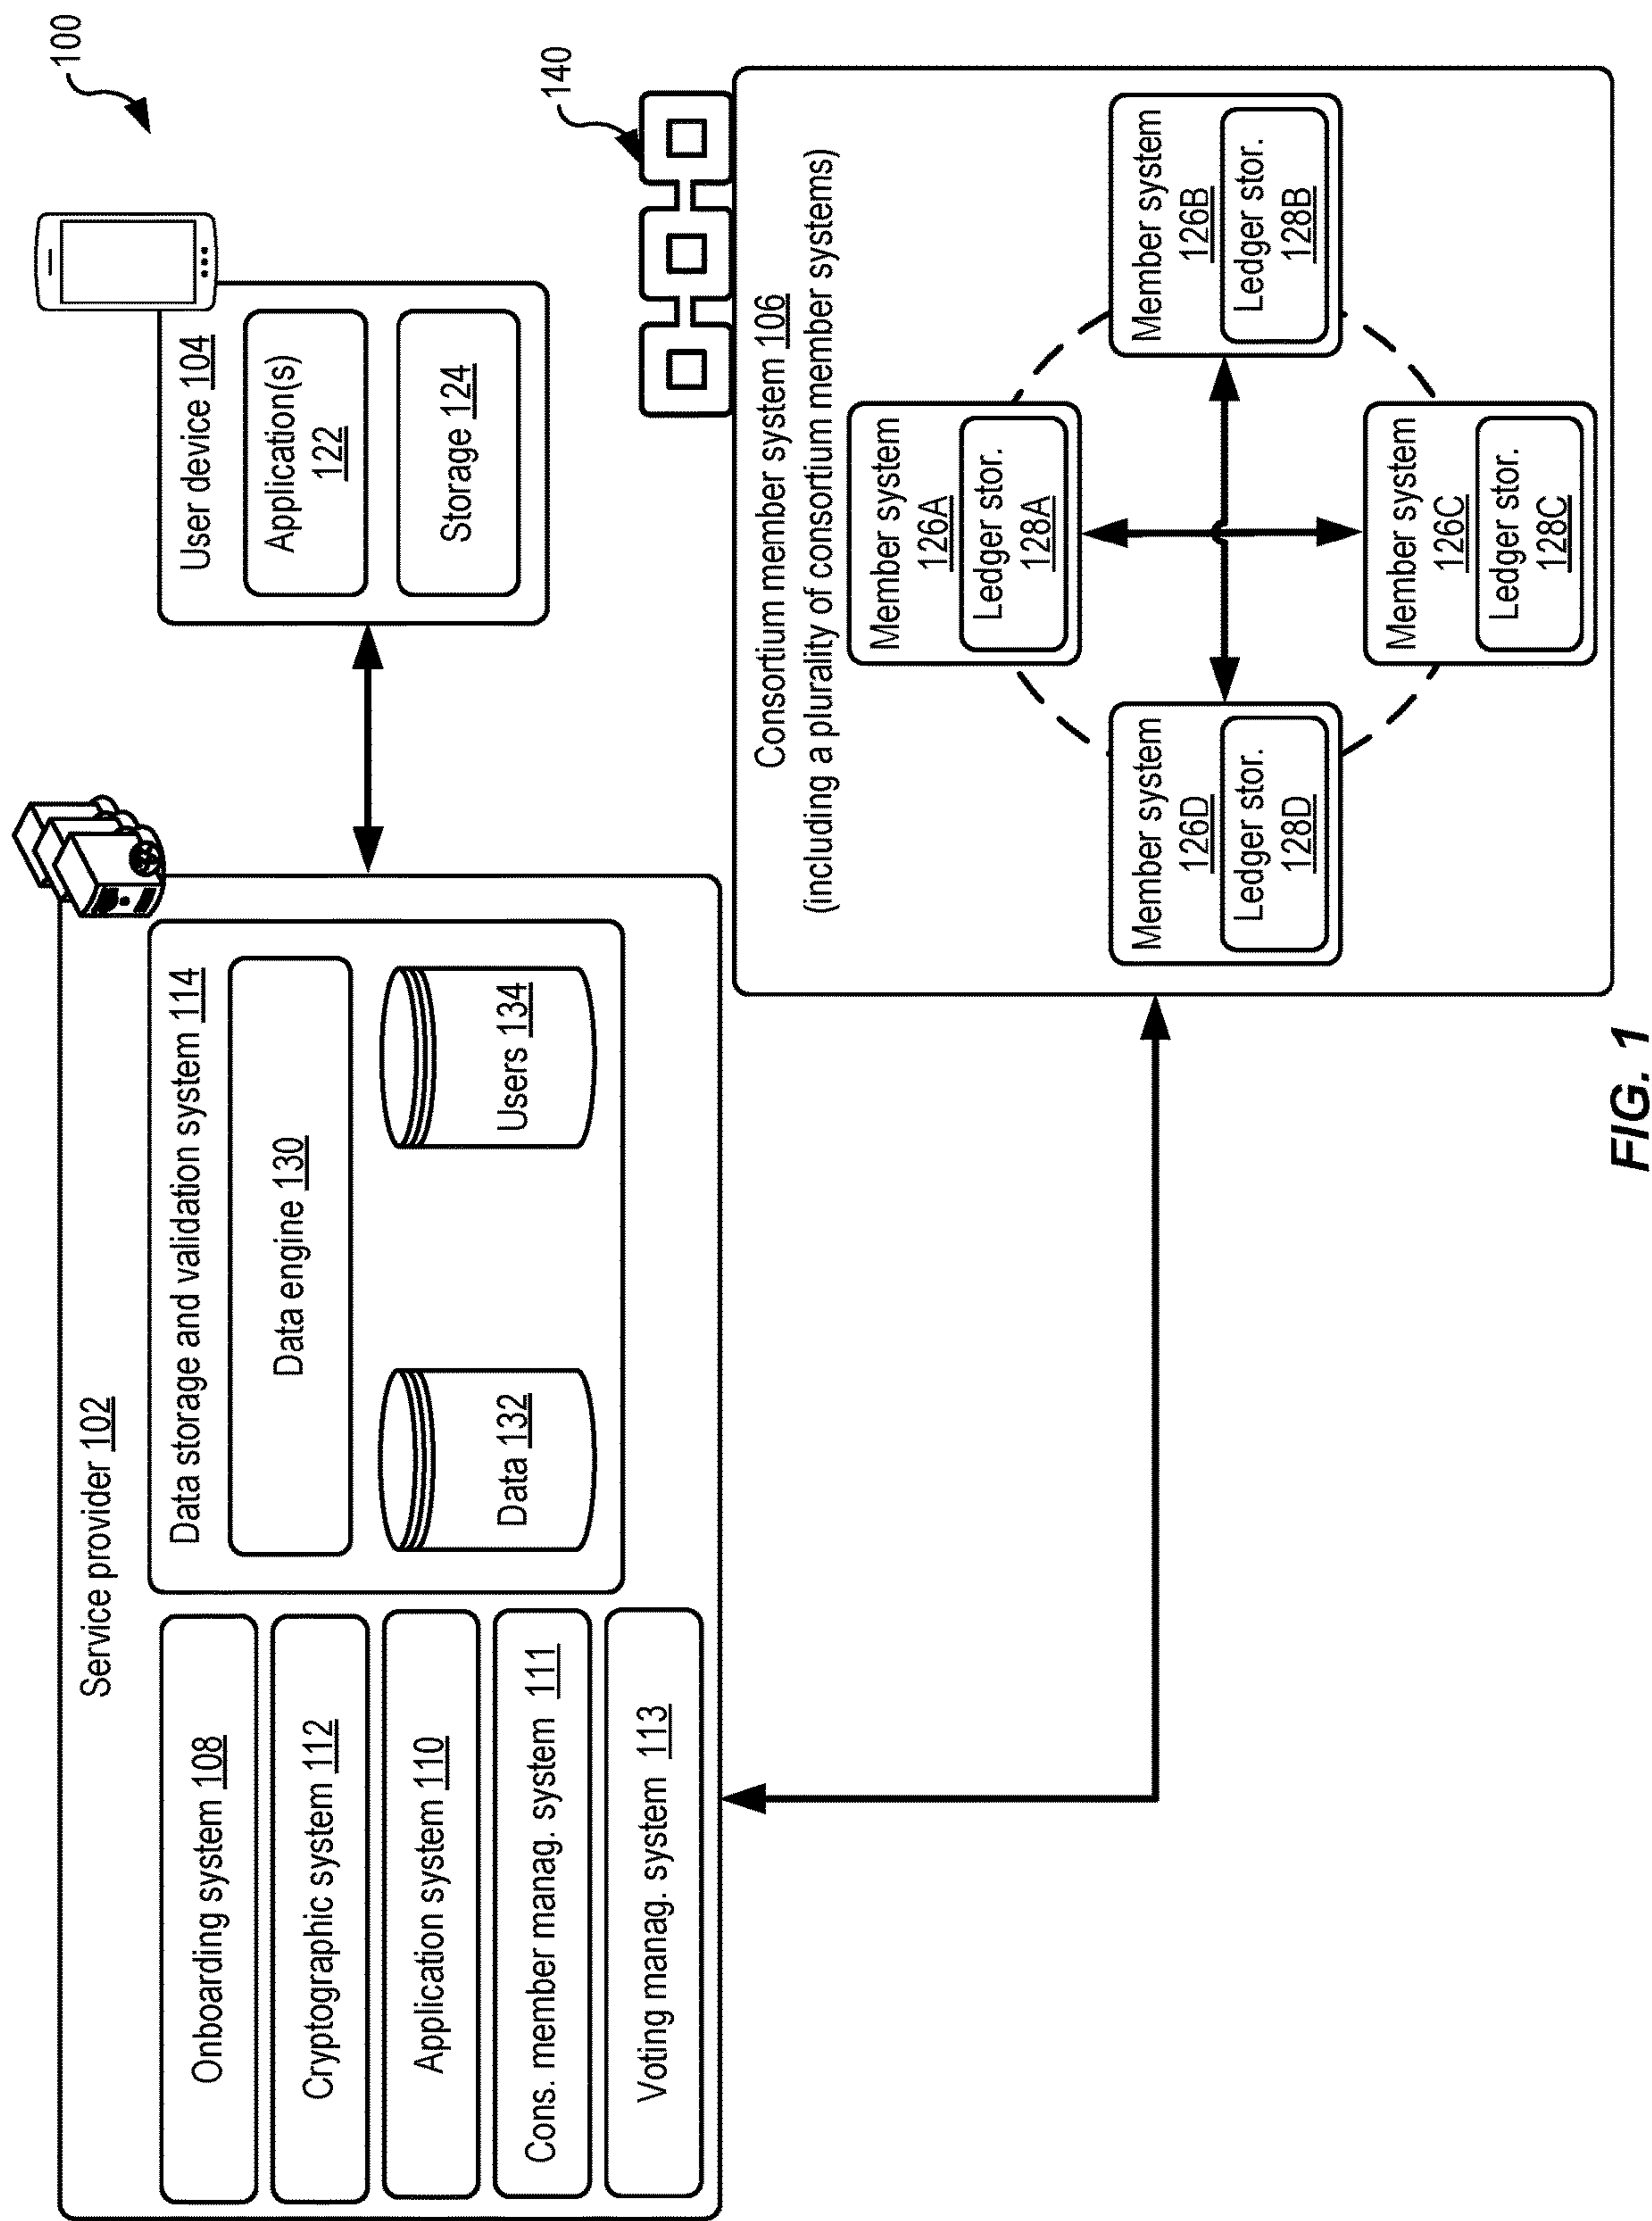 100
Service provider 102
Onboarding system 108
Cryptographic system 112
Application system 110
Cons. member manag. system 111
Voting manag. system 113
Data storage and validation system 114
Data engine 130
Data 132
Users 134
User device 104
Application(s)
122
Storage 124
140
Consortium member system 106
(including a plurality of consortium member systems)
Member system
126A
Ledger stor.
128A
Member system
126D
Ledger stor.
128D
Member system
126B
Ledger stor.
128B
Member system
126C
Ledger stor.
128C
FIG. 1